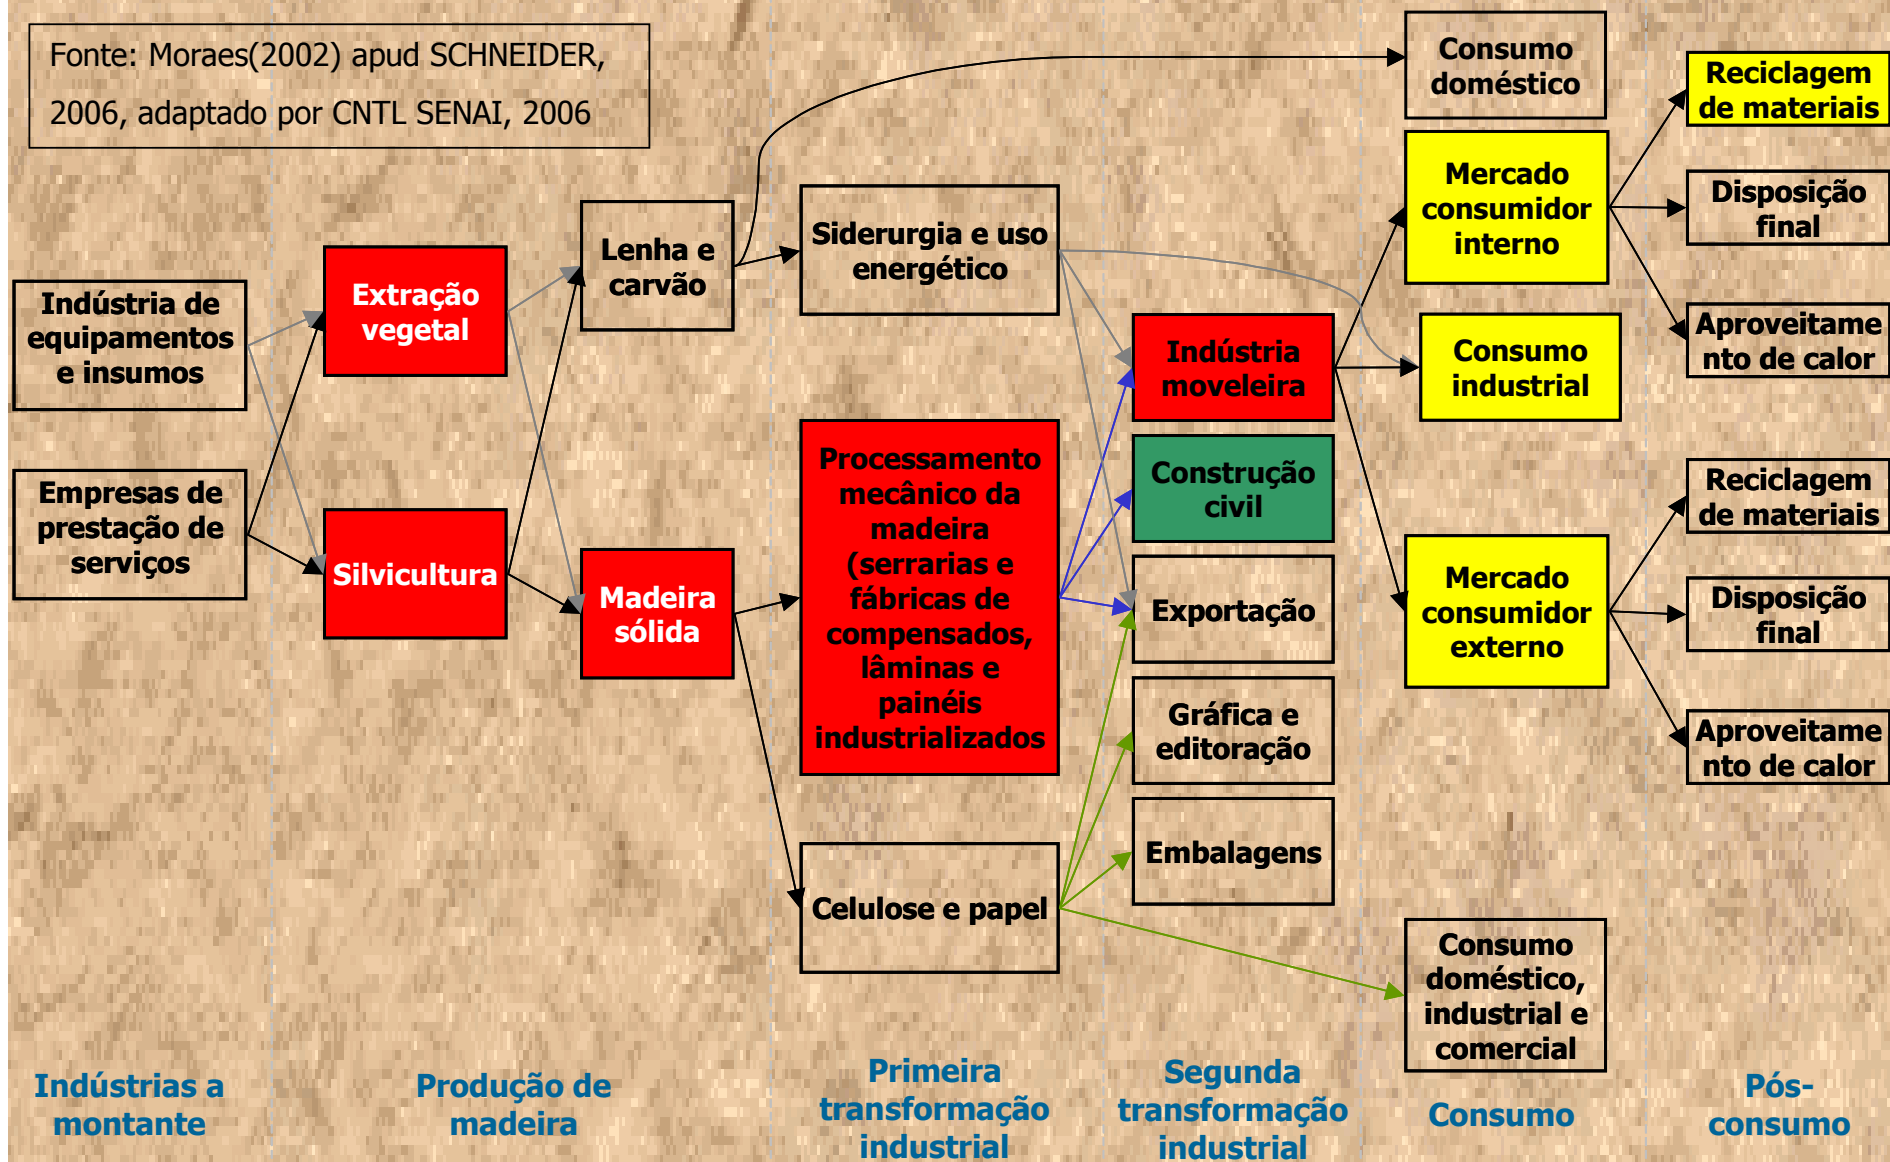 Fonte: Moraes(2002) apud SCHNEIDER,
2006, adaptado por CNTL SENAI, 2006
Indústria de
equipamentos
e insumos
Empresas de
prestação de
serviços
Extração
vegetal
Silvicultura
Lenha e
carvão
Madeira
sólida
Siderurgia e uso
energético
Processamento
mecânico da
madeira
(serrarias e
fábricas de
compensados,
lâminas e
painéis
industrializados
Celulose e papel
Indústria
moveleira
Construção
civil
Exportação
Gráfica e
editoração
Embalagens
Consumo
doméstico
Mercado
consumidor
interno
Consumo
industrial
Mercado
consumidor
externo
Consumo
doméstico,
industrial e
comercial
Reciclagem
de materiais
Disposição
final
Aproveitame
nto de calor
Reciclagem
de materiais
Disposição
final
Aproveitame
nto de calor
Indústrias a
montante
Produção de
madeira
Primeira
transformação
industrial
Segunda
transformação
industrial
Consumo
Pós-
consumo